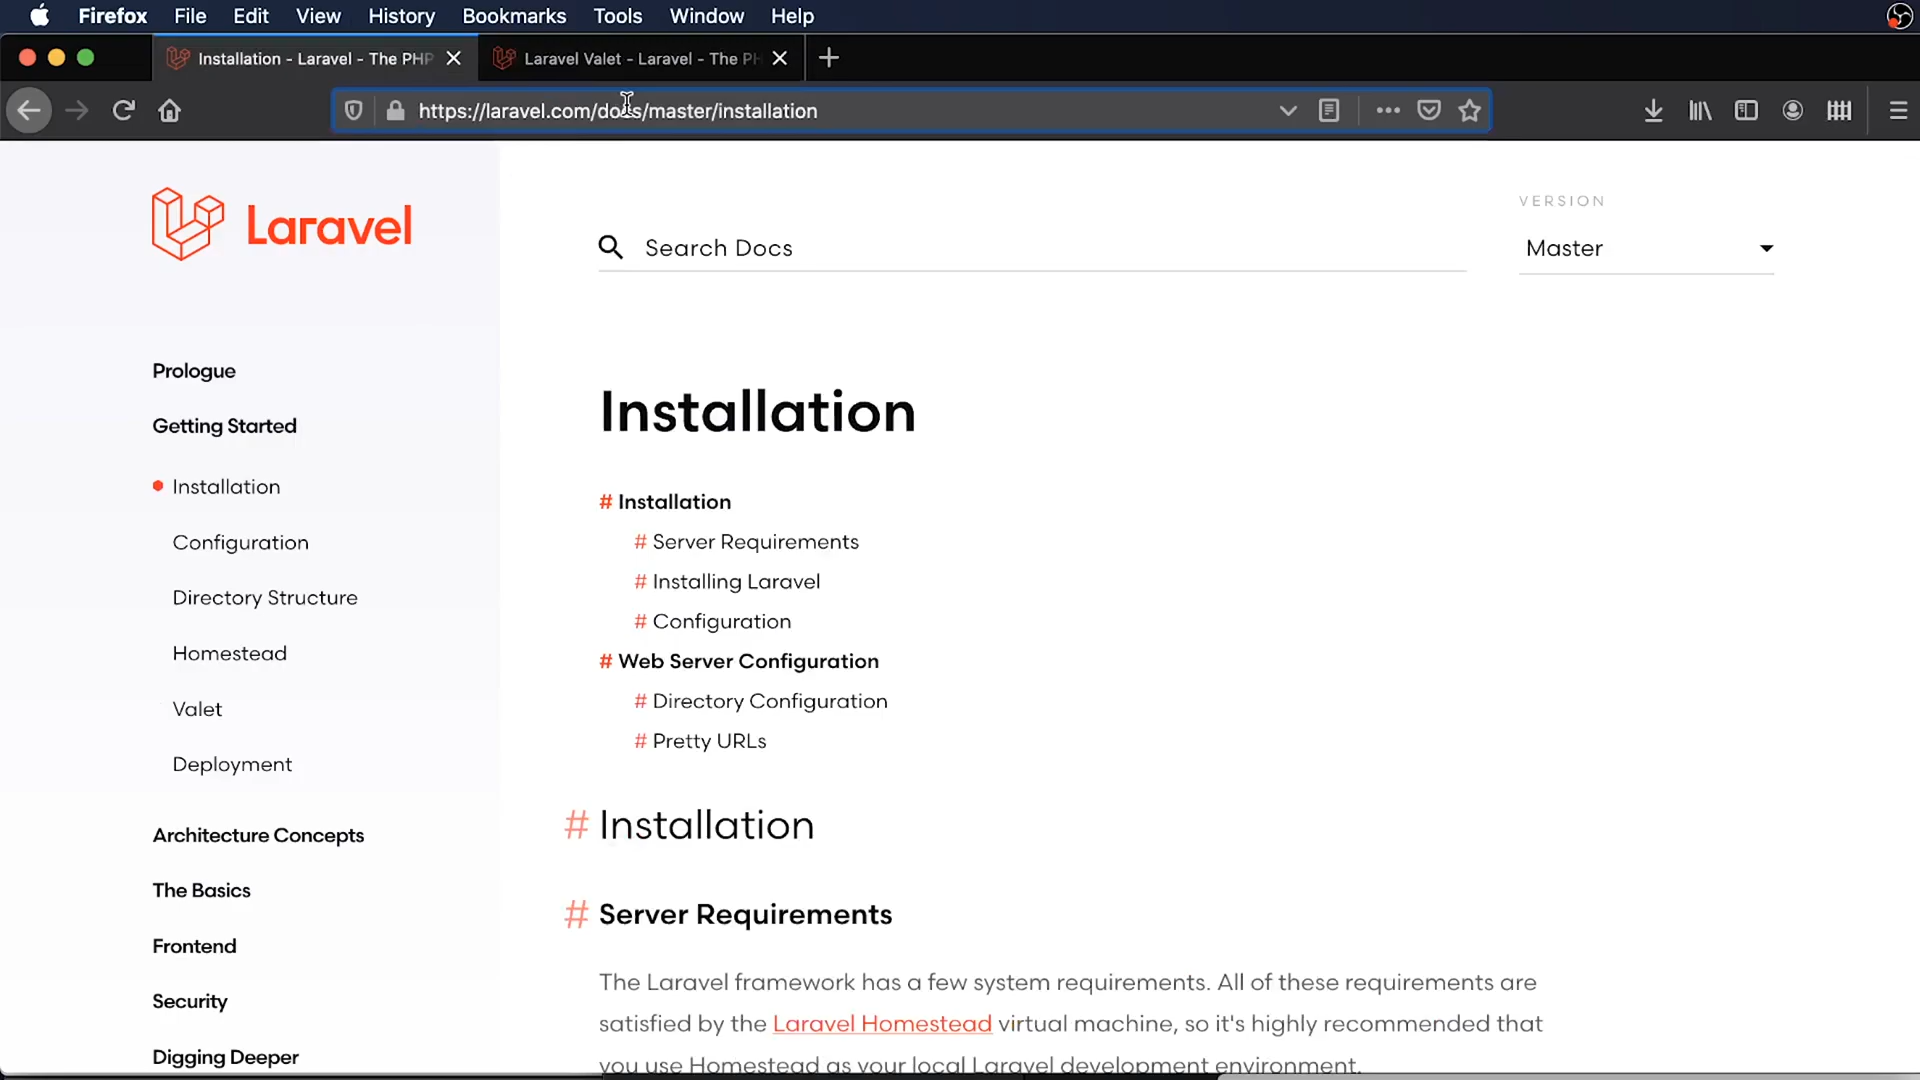 Firefox File Edit View History Bookmarks Tools Window Help
Installation - Laravel - The PHP
Laravel Valet - Laravel - The PH
https://laravel.com/docs/master/installation
Laravel
Search Docs
VERSION
Master
Prologue
Getting Started
Installation
Configuration
Directory Structure
Homestead
Valet
Deployment
Architecture Concepts
The Basics
Frontend
Security
Digging Deeper
Installation
# Installation
# Server Requirements
# Installing Laravel
# Configuration
# Web Server Configuration
# Directory Configuration
# Pretty URLs
# Installation
# Server Requirements
The Laravel framework has a few system requirements. All of these requirements are
satisfied by the Laravel Homestead virtual machine, so it's highly recommended that
you use Homestead as your local Laravel development environment.